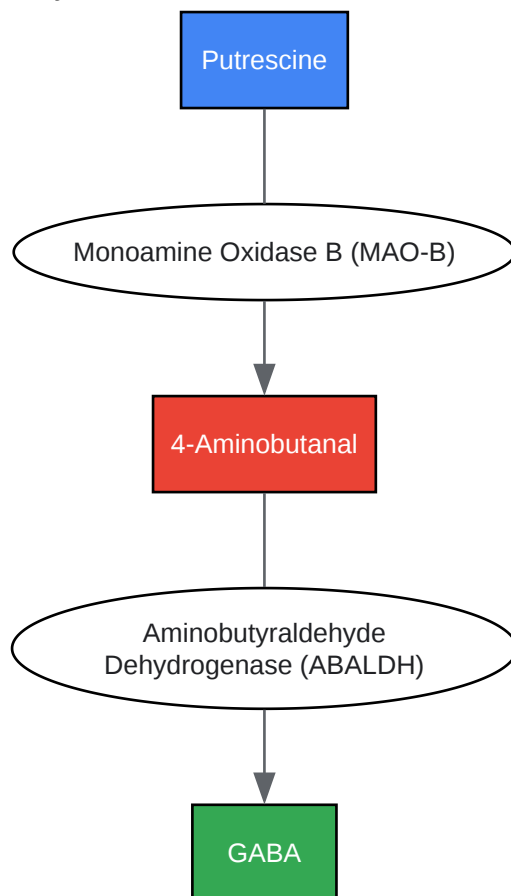 Putrescine
Monoamine Oxidase B (MAO-B)
4-Aminobutanal
Aminobutyraldehyde
Dehydrogenase (ABALDH)
GABA